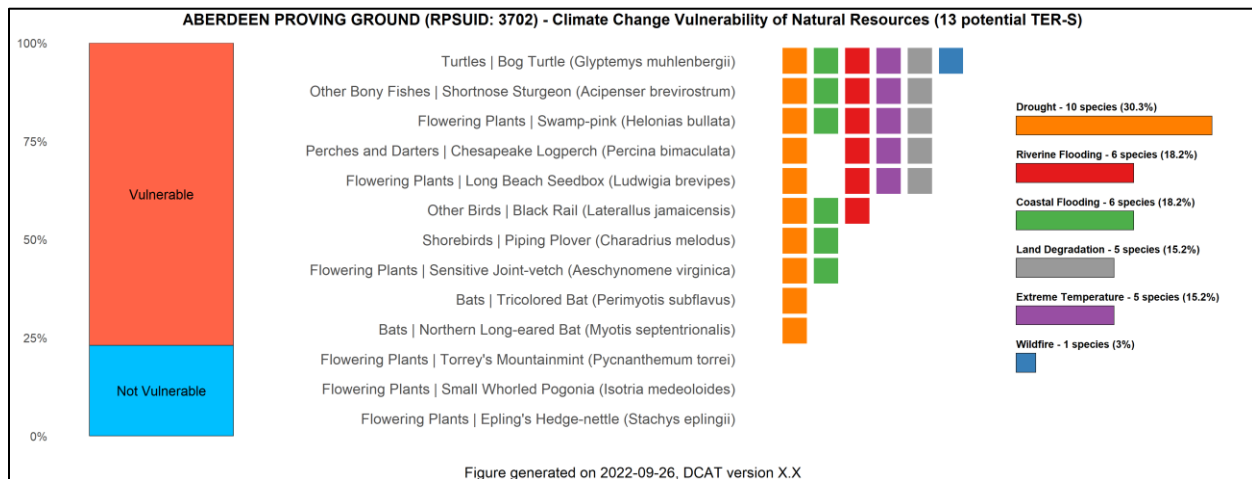 ABERDEEN PROVING GROUND (RPSUID: 3702) - Climate Change Vulnerability of Natural Resources (13 potential TER-S)
100%
75%
50%
25%
0%
Vulnerable
Not Vulnerable
Turtles | Bog Turtle (Glyptemys muhlenbergii)
Other Bony Fishes | Shortnose Sturgeon (Acipenser brevirostrum)
Flowering Plants | Swamp-pink (Helonias bullata)
Perches and Darters | Chesapeake Logperch (Percina bimaculata)
Flowering Plants | Long Beach Seedbox (Ludwigia brevipes)
Other Birds | Black Rail (Laterallus jamaicensis)
Shorebirds | Piping Plover (Charadrius melodus)
Flowering Plants | Sensitive Joint-vetch (Aeschynomene virginica)
Bats | Tricolored Bat (Perimyotis subflavus)
Bats | Northern Long-eared Bat (Myotis septentrionalis)
Flowering Plants | Torrey's Mountainmint (Pycnanthemum torrei)
Flowering Plants | Small Whorled Pogonia (Isotria medeoloides)
Flowering Plants | Epling's Hedge-nettle (Stachys eplingii)
Drought - 10 species (30.3%)
Riverine Flooding - 6 species (18.2%)
Coastal Flooding - 6 species (18.2%)
Land Degradation - 5 species (15.2%)
Extreme Temperature - 5 species (15.2%)
Wildfire - 1 species (3%)
Figure generated on 2022-09-26, DCAT version X.X